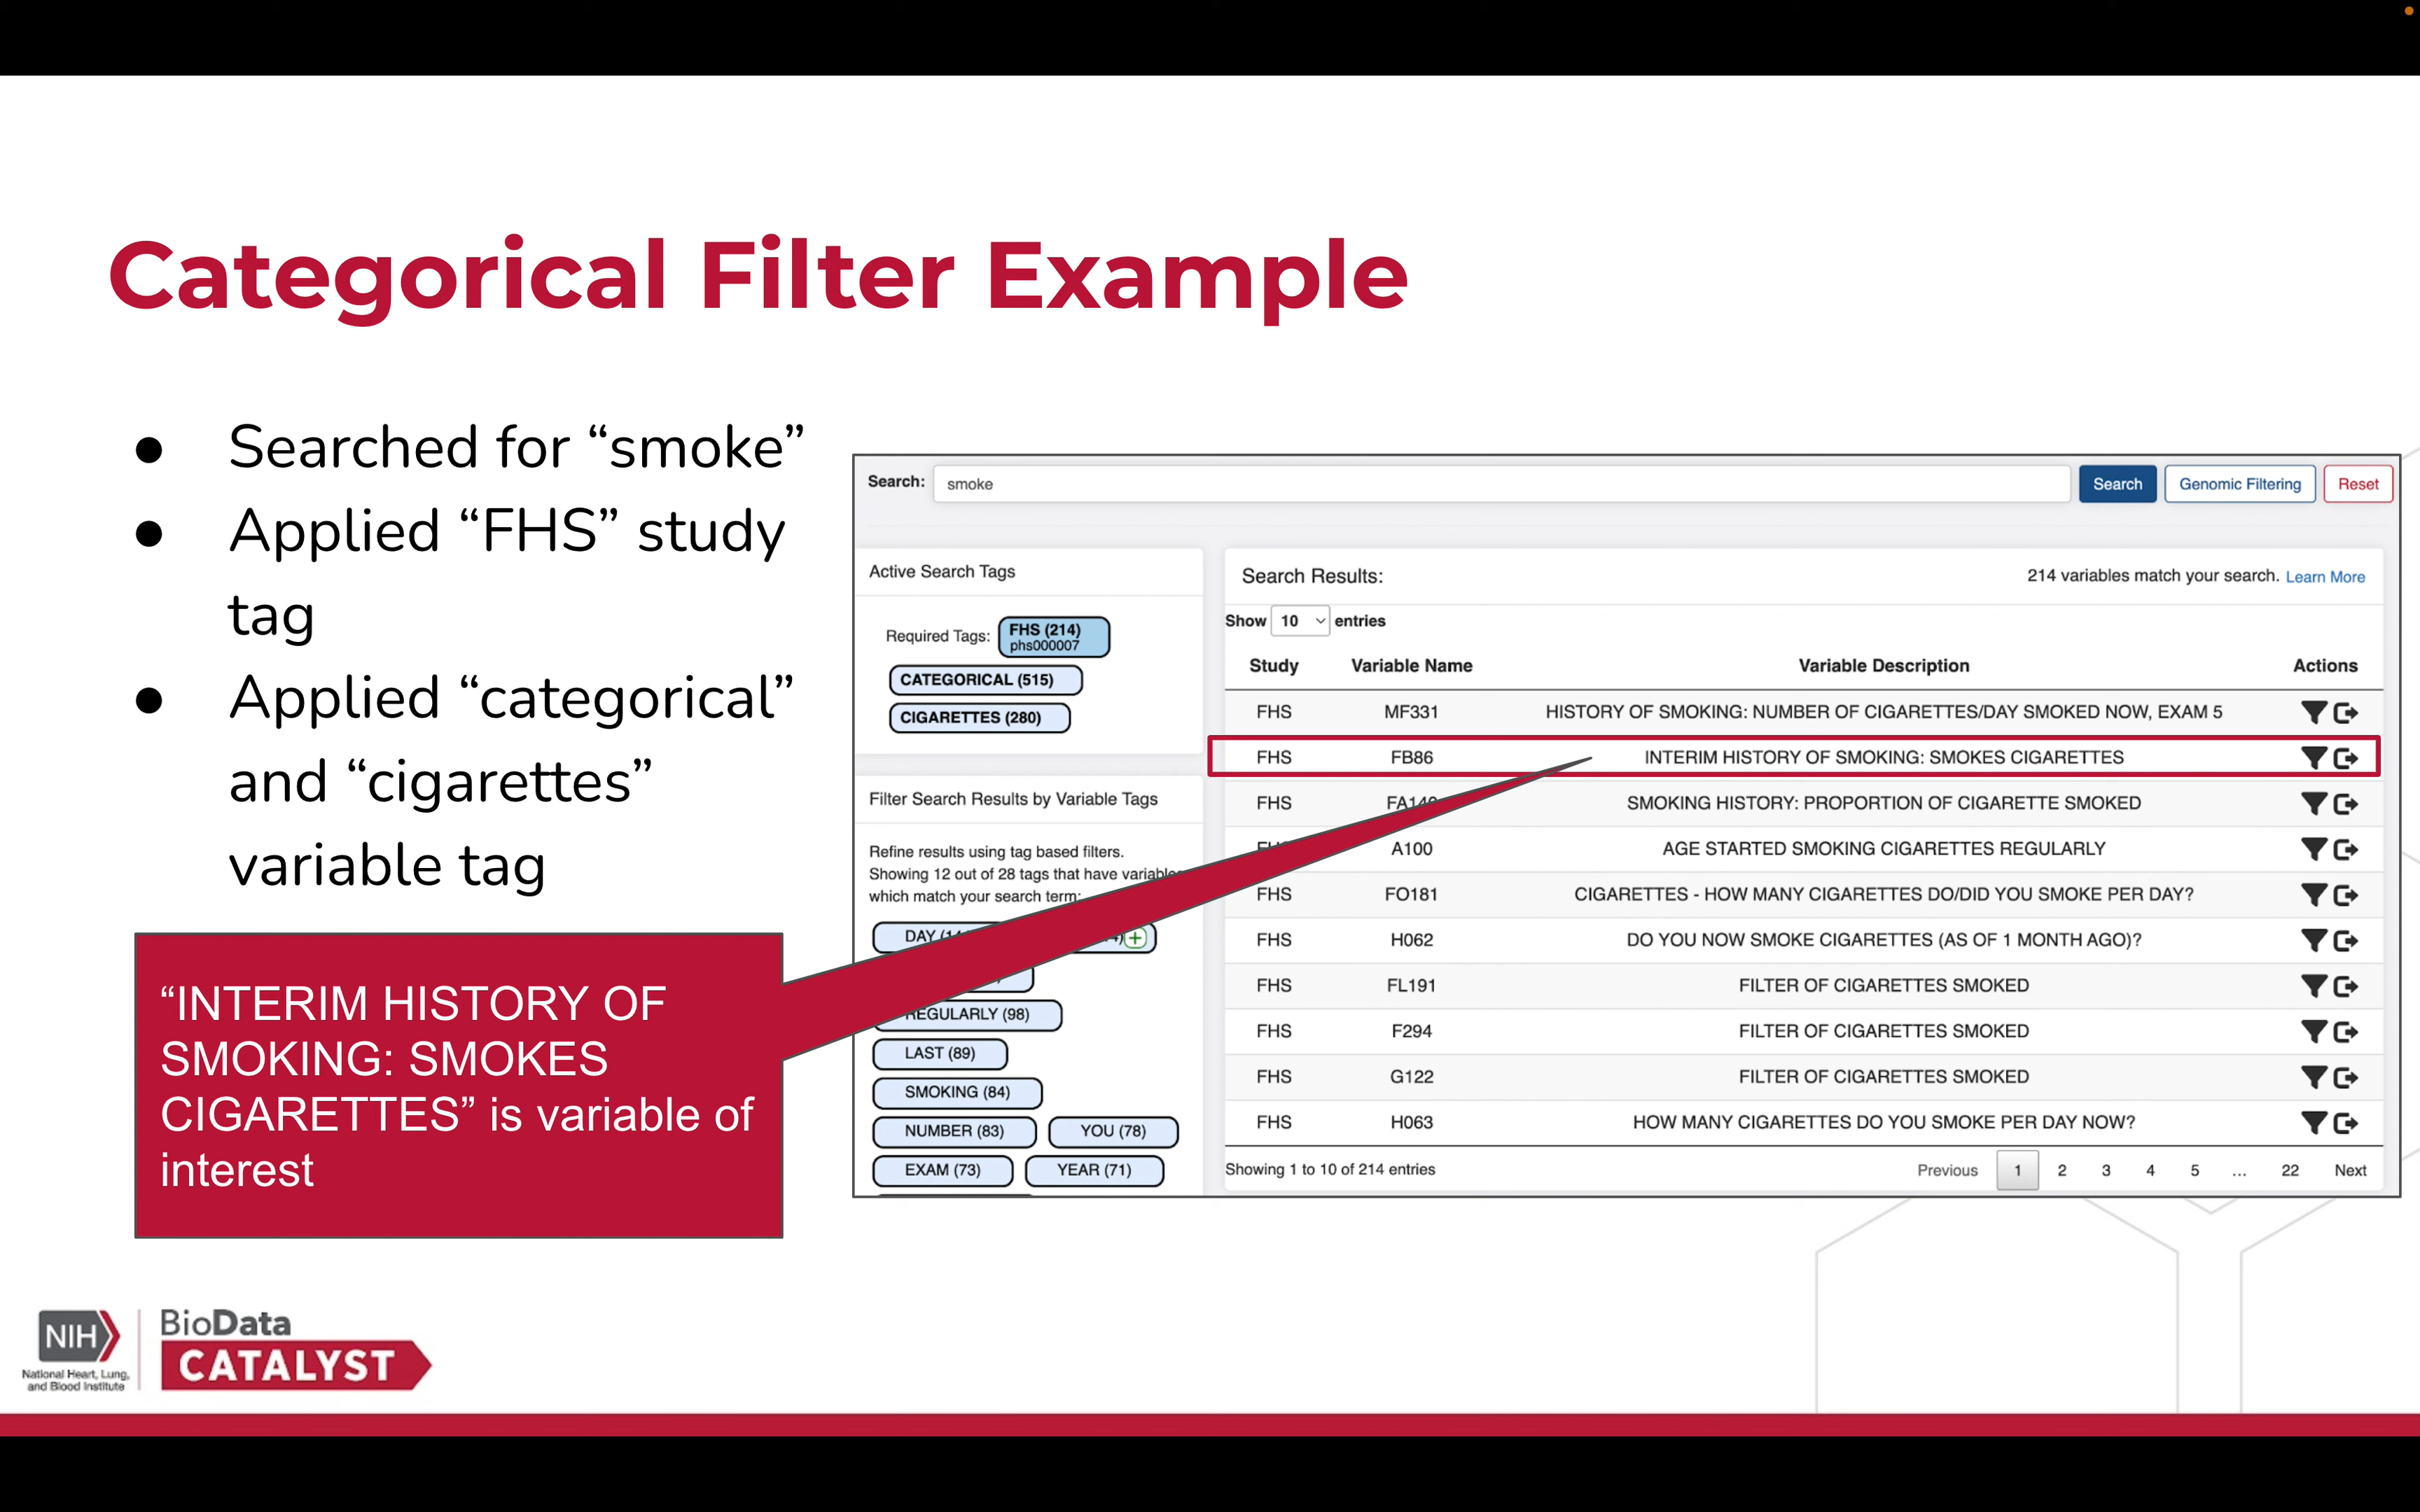 Categorical Filter Example
● Searched for “smoke”
● Applied “FHS” study
tag
● Applied “categorical”
and “cigarettes”
variable tag
“INTERIM HISTORY OF
SMOKING: SMOKES
CIGARETTES” is variable of
interest
Search: smoke Search Genomic Filtering Reset
Active Search Tags
Required Tags: FHS (214)
phs000007
CATEGORICAL (515)
CIGARETTES (280)
Filter Search Results by Variable Tags
Refine results using tag based filters.
Showing 12 out of 28 tags that have
which match your search term:
DAY
REGULARLY (98)
LAST (89)
SMOKING (84)
NUMBER (83) YOU (78)
EXAM (73) YEAR (71)
Search Results: 214 variables match your search. Learn More
Show 10 entries
Study Variable Name Variable Description Actions
FHS MF331 HISTORY OF SMOKING: NUMBER OF CIGARETTES/DAY SMOKED NOW, EXAM 5
FHS FB86 INTERIM HISTORY OF SMOKING: SMOKES CIGARETTES
SMOKING HISTORY: PROPORTION OF CIGARETTE SMOKED
A100 AGE STARTED SMOKING CIGARETTES REGULARLY
FHS FO181 CIGARETTES - HOW MANY CIGARETTES DO/DID YOU SMOKE PER DAY?
FHS H062 DO YOU NOW SMOKE CIGARETTES (AS OF 1 MONTH AGO)?
FHS FL191 FILTER OF CIGARETTES SMOKED
FHS F294 FILTER OF CIGARETTES SMOKED
FHS G122 FILTER OF CIGARETTES SMOKED
FHS H063 HOW MANY CIGARETTES DO YOU SMOKE PER DAY NOW?
Showing 1 to 10 of 214 entries Previous 1 2 3 4 5 ... 22 Next
NIH
National Heart, Lung,
and Blood Institute
BioData
CATALYST